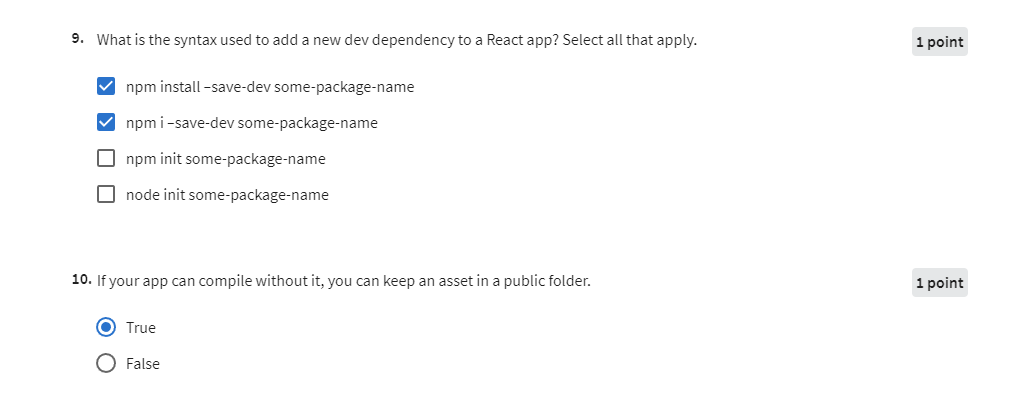 9. What is the syntax used to add a new dev dependency to a React app? Select all that apply.
1 point
npm install –save-dev some-package-name
npm i –save-dev some-package-name
npm init some-package-name
node init some-package-name
10. If your app can compile without it, you can keep an asset in a public folder.
1 point
True
False